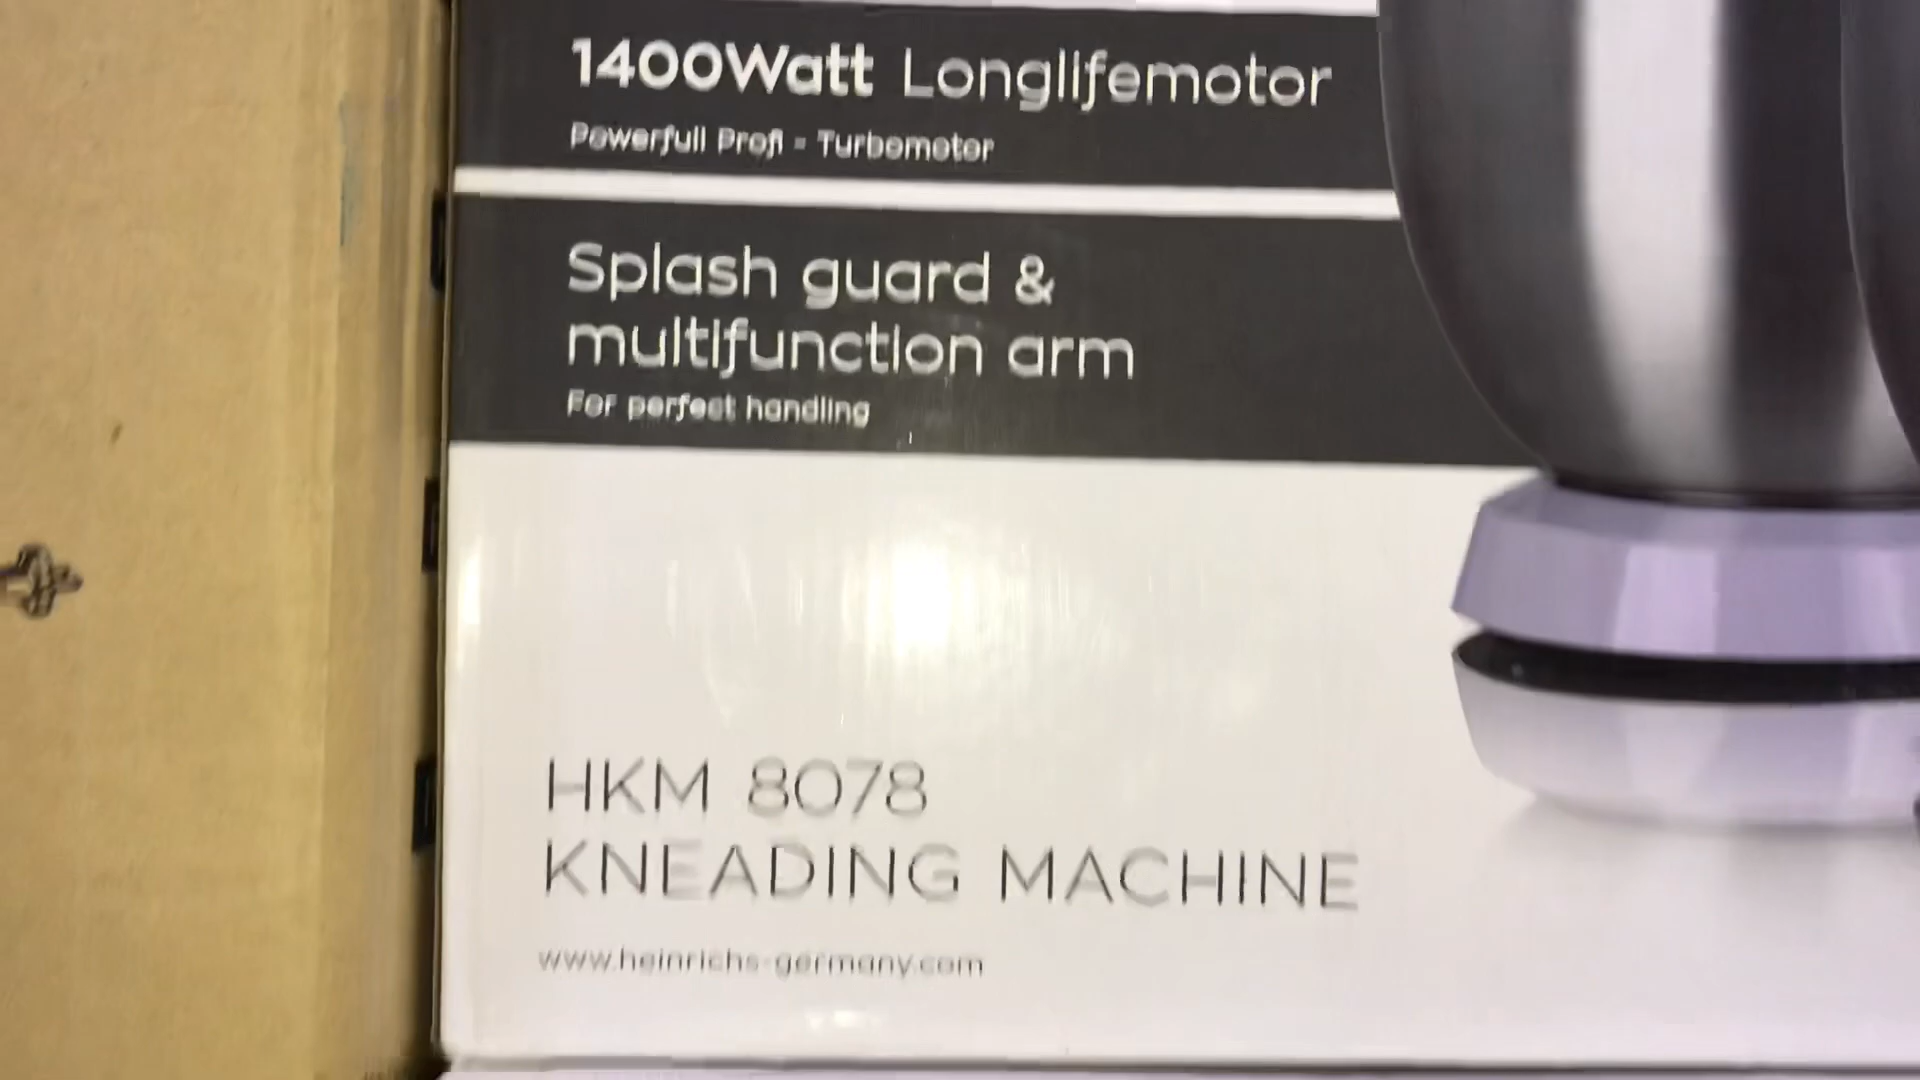 1400Watt Longlifemotor
Powerfull Profi - Turbomotor
Splash guard &
multifunction arm
For perfect handling
HKM 8078
KNEADING MACHINE
www.heinrichs-germany.com